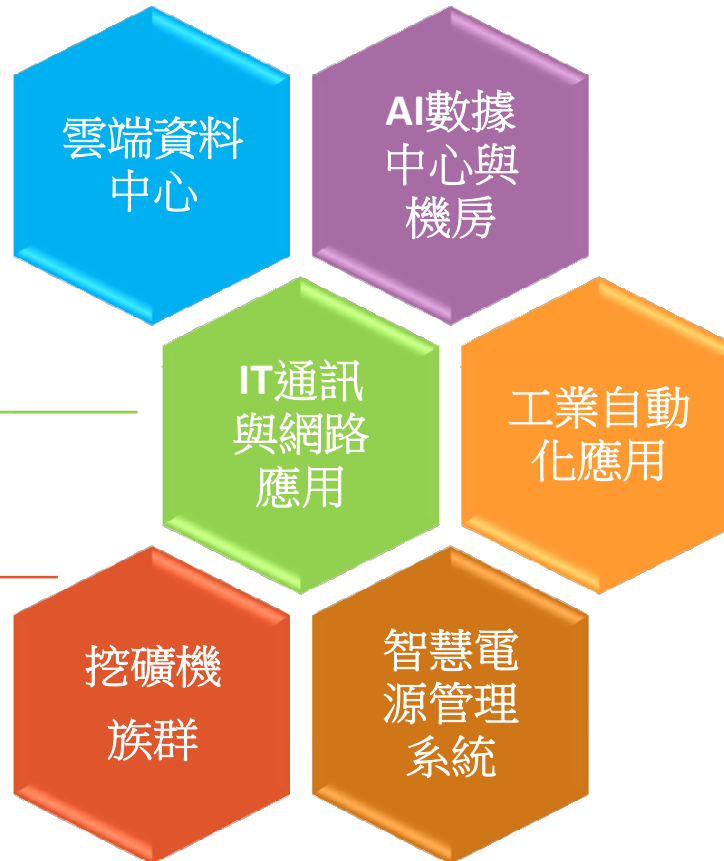 雲端資料
中心
AI數據
中心與
機房
IT通訊
與網路
應用
工業自動
化應用
挖礦機
族群
智慧電
源管理
系統